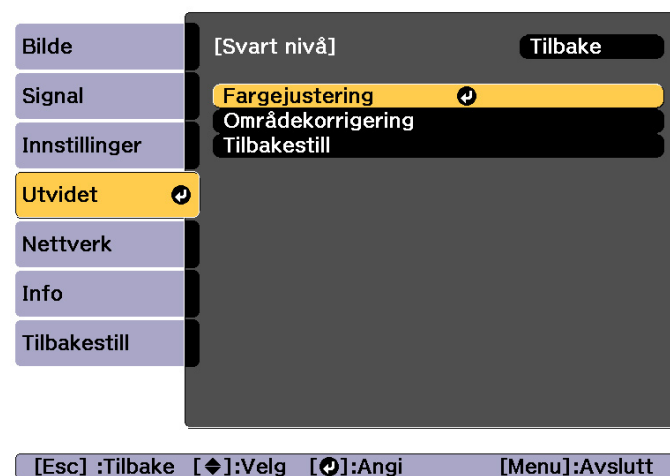 Bilde
Signal
Innstillinger
Utvidet
Nettverk
Info
Tilbakestill
[Svart nivå] Tilbake
Fargejustering
Områdekorrigering
Tilbakestill
[Esc] :Tilbake [◆]:Velg [↵]:Angi [Menu]:Avslutt